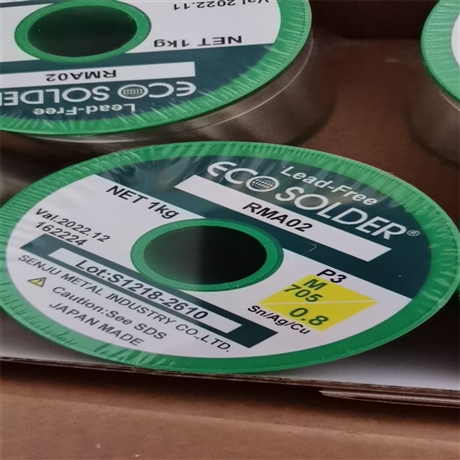 Val.2022.11
NET 1kg
RMA02
ECO SOLDER
Lead-Free
Lead-Free
ECO SOLDER®
RMA02
NET 1kg
P3
M
705
0.8
Sn/Ag/Cu
Val.2022.12
162224
Lot:S1218-2610
SENJU METAL INDUSTRY CO.,LTD.
Caution:See SDS
JAPAN MADE